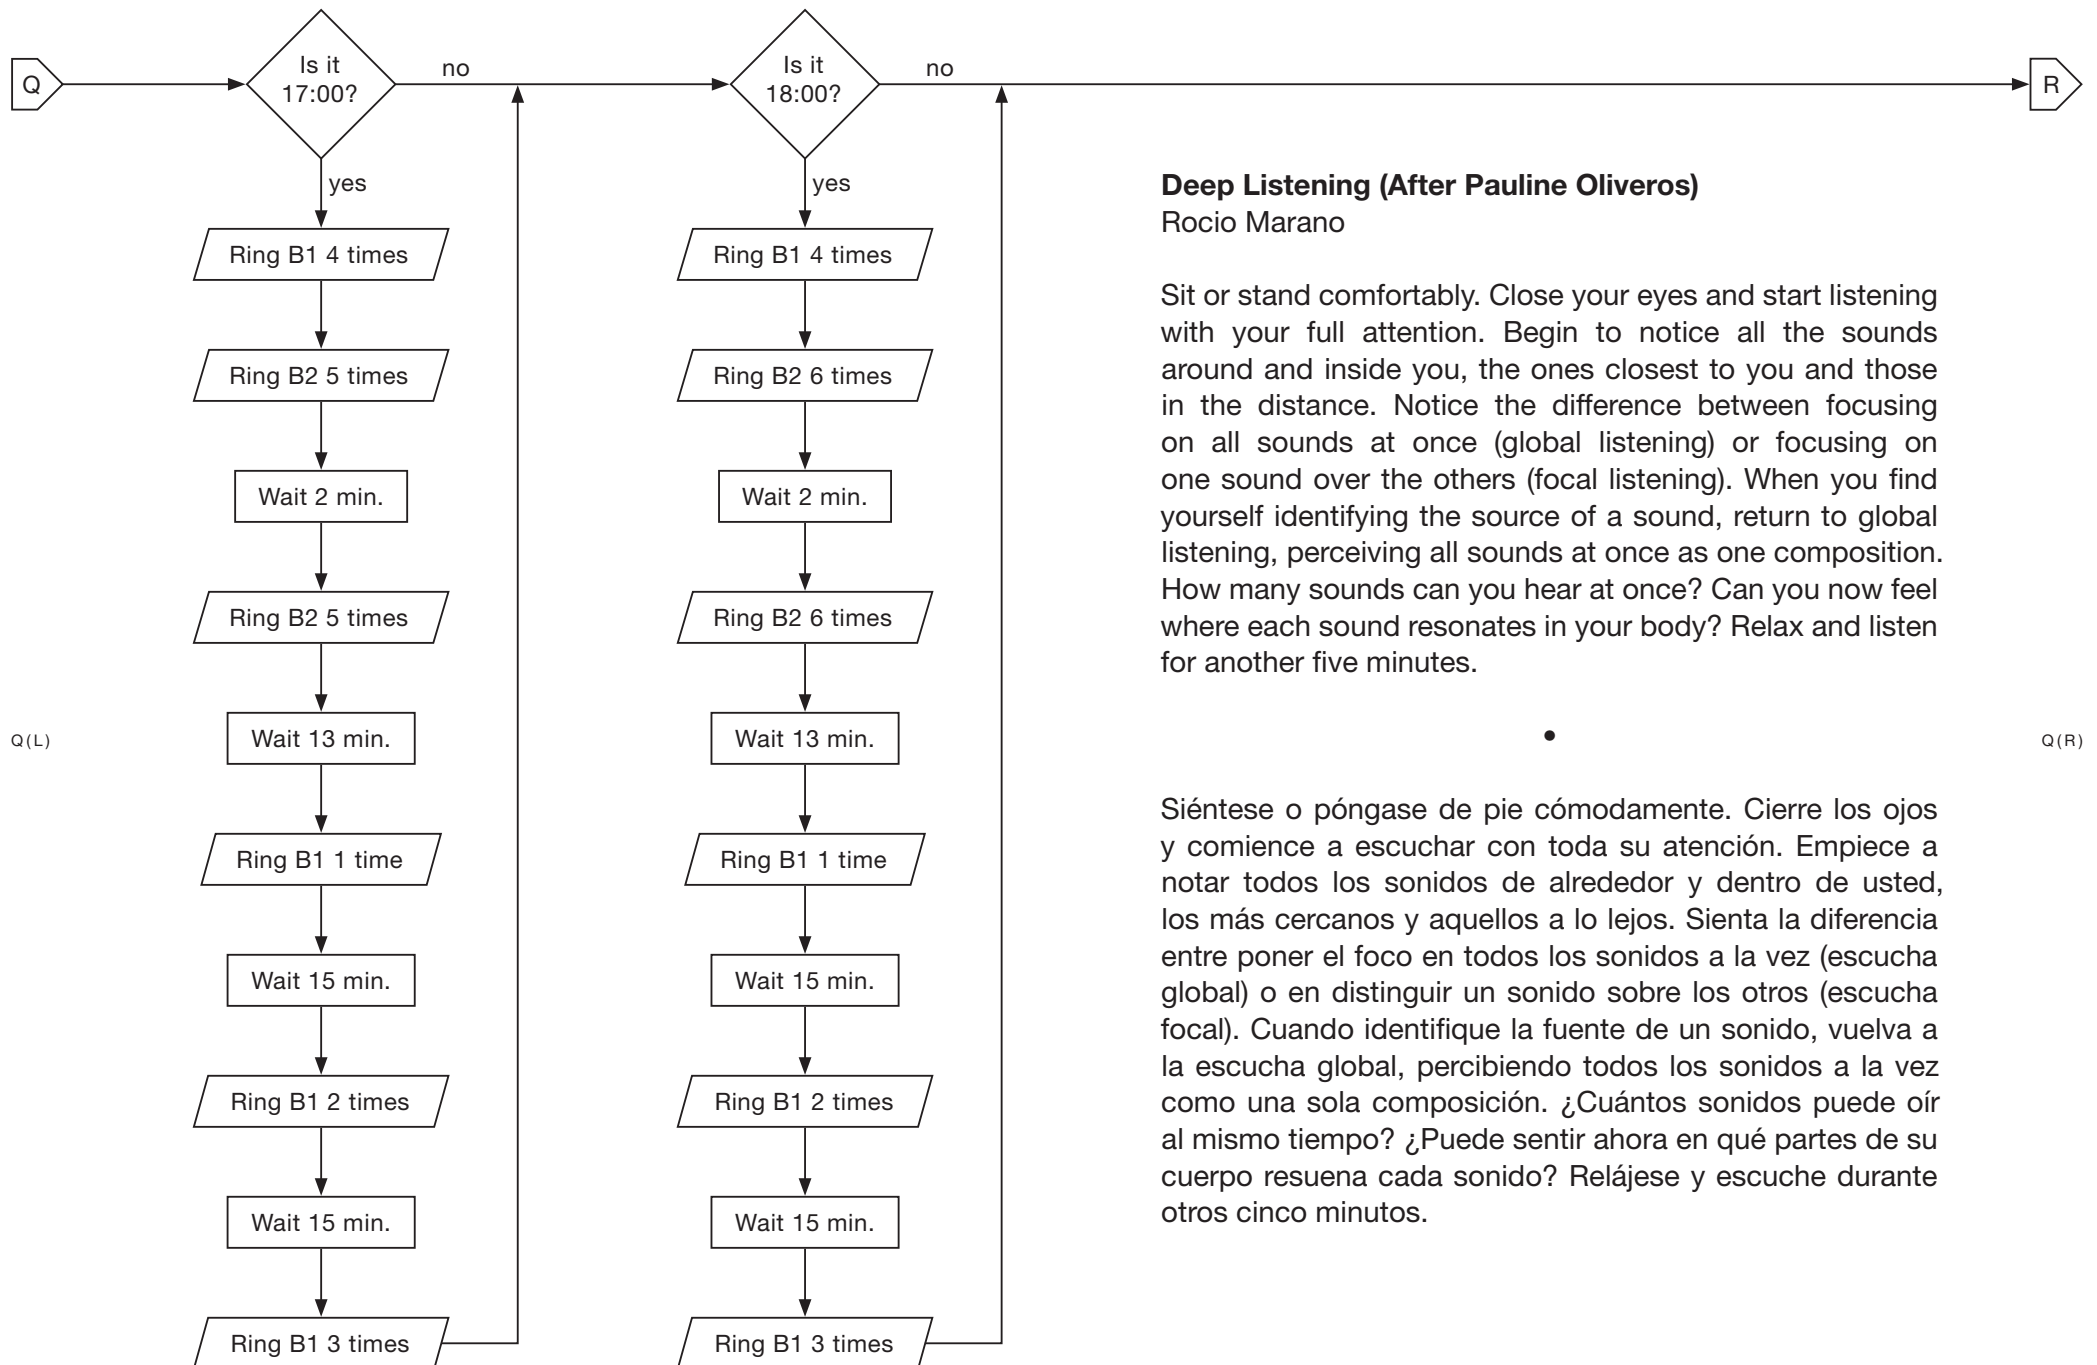 Q
Is it
17:00?
no
yes
Ring B1 4 times
Ring B2 5 times
Wait 2 min.
Ring B2 5 times
Wait 13 min.
Ring B1 1 time
Wait 15 min.
Ring B1 2 times
Wait 15 min.
Ring B1 3 times
Is it
18:00?
no
yes
Ring B1 4 times
Ring B2 6 times
Wait 2 min.
Ring B2 6 times
Wait 13 min.
Ring B1 1 time
Wait 15 min.
Ring B1 2 times
Wait 15 min.
Ring B1 3 times
R
Deep Listening (After Pauline Oliveros)
Rocio Marano
Sit or stand comfortably. Close your eyes and start listening
with your full attention. Begin to notice all the sounds
around and inside you, the ones closest to you and those
in the distance. Notice the difference between focusing
on all sounds at once (global listening) or focusing on
one sound over the others (focal listening). When you find
yourself identifying the source of a sound, return to global
listening, perceiving all sounds at once as one composition.
How many sounds can you hear at once? Can you now feel
where each sound resonates in your body? Relax and listen
for another five minutes.
•
Siéntese o póngase de pie cómodamente. Cierre los ojos
y comience a escuchar con toda su atención. Empiece a
notar todos los sonidos de alrededor y dentro de usted,
los más cercanos y aquellos a lo lejos. Sienta la diferencia
entre poner el foco en todos los sonidos a la vez (escucha
global) o en distinguir un sonido sobre los otros (escucha
focal). Cuando identifique la fuente de un sonido, vuelva a
la escucha global, percibiendo todos los sonidos a la vez
como una sola composición. ¿Cuántos sonidos puede oír
al mismo tiempo? ¿Puede sentir ahora en qué partes de su
cuerpo resuena cada sonido? Relájese y escuche durante
otros cinco minutos.
Q(L)
Q(R)